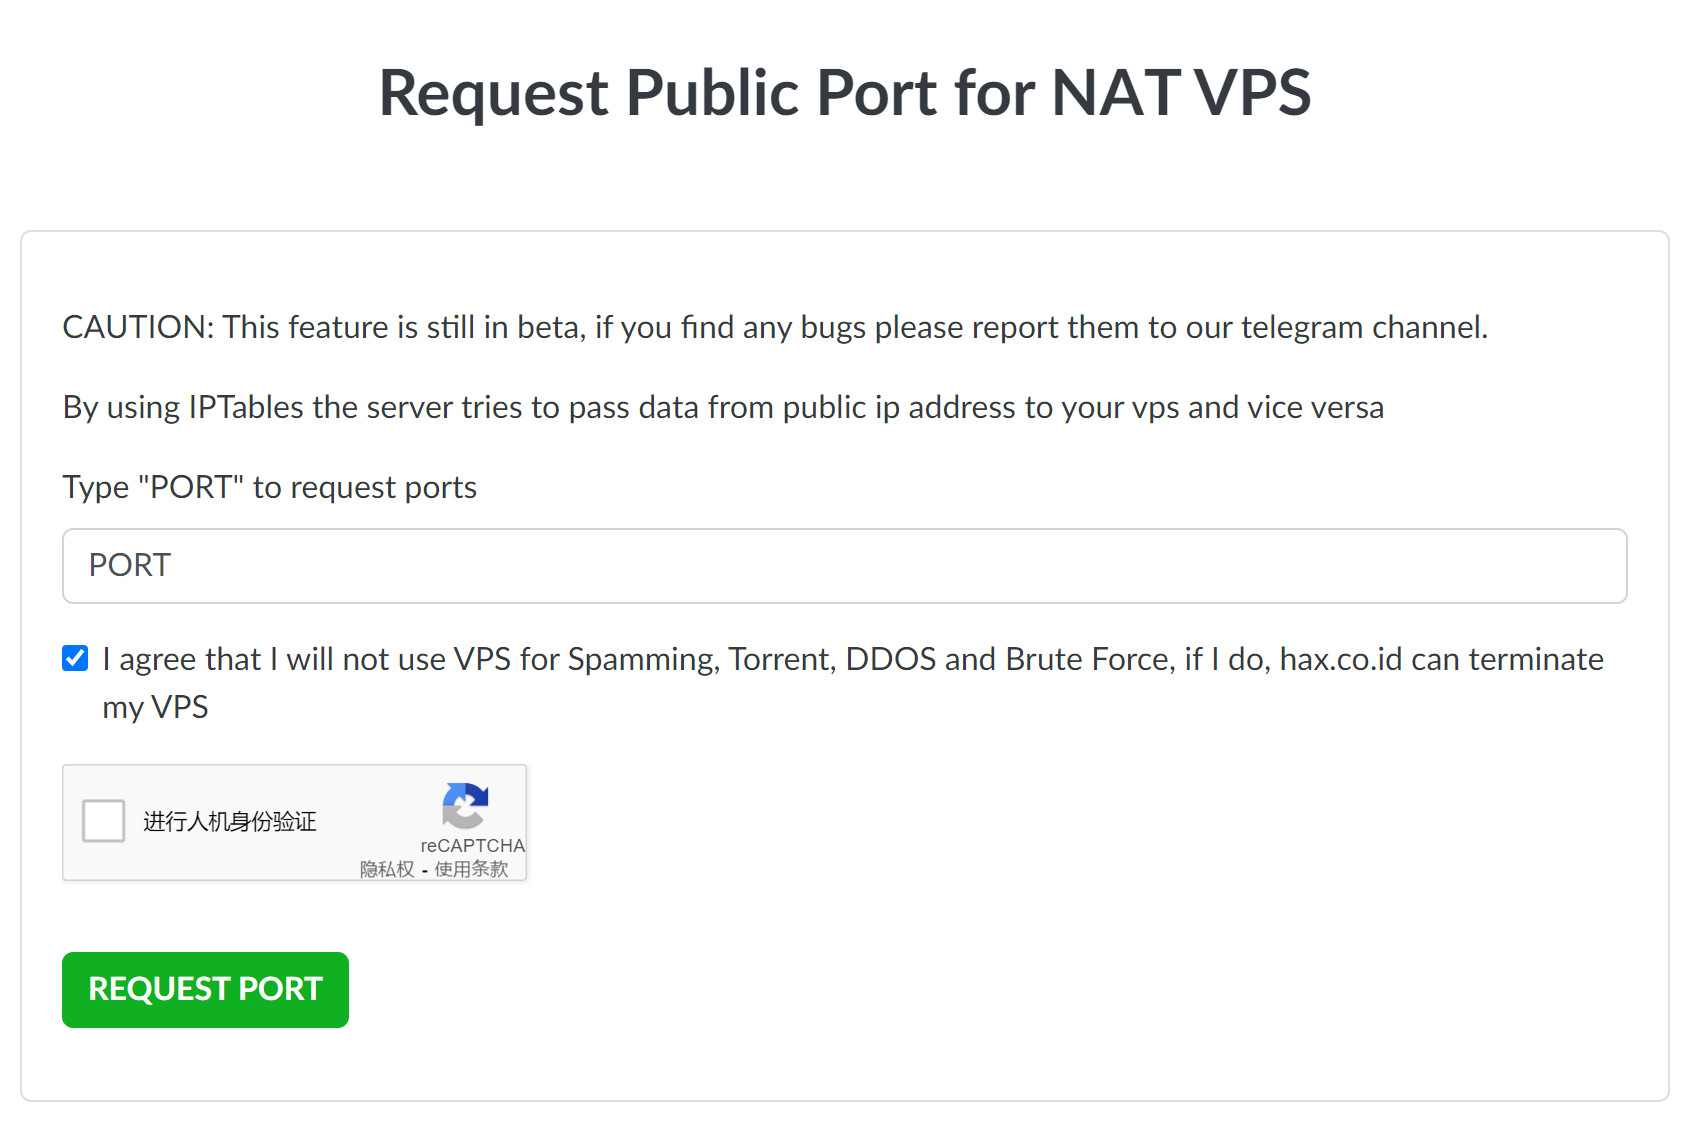 Request Public Port for NAT VPS
CAUTION: This feature is still in beta, if you find any bugs please report them to our telegram channel.
By using IPTables the server tries to pass data from public ip address to your vps and vice versa
Type "PORT" to request ports
PORT
I agree that I will not use VPS for Spamming, Torrent, DDOS and Brute Force, if I do, hax.co.id can terminate
my VPS
进行人机身份验证
reCAPTCHA
隐私权 - 使用条款
REQUEST PORT